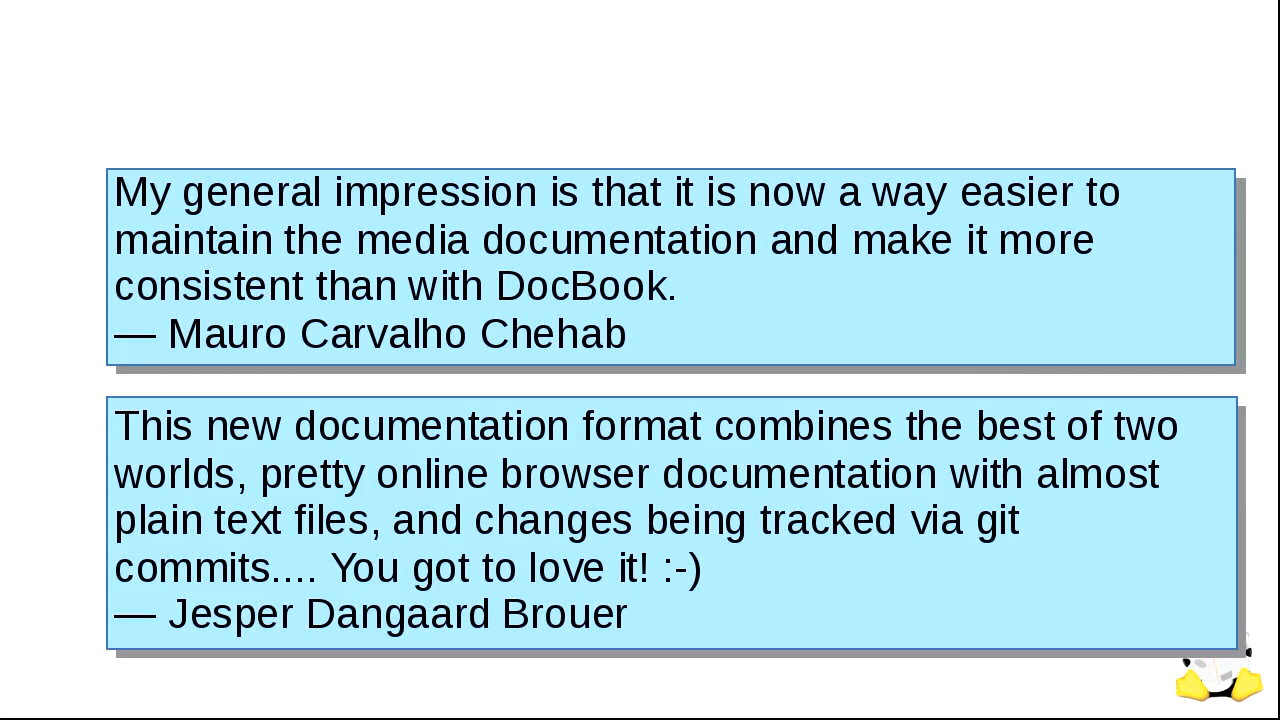 My general impression is that it is now a way easier to
maintain the media documentation and make it more
consistent than with DocBook.
— Mauro Carvalho Chehab
This new documentation format combines the best of two
worlds, pretty online browser documentation with almost
plain text files, and changes being tracked via git
commits.... You got to love it! :-)
— Jesper Dangaard Brouer